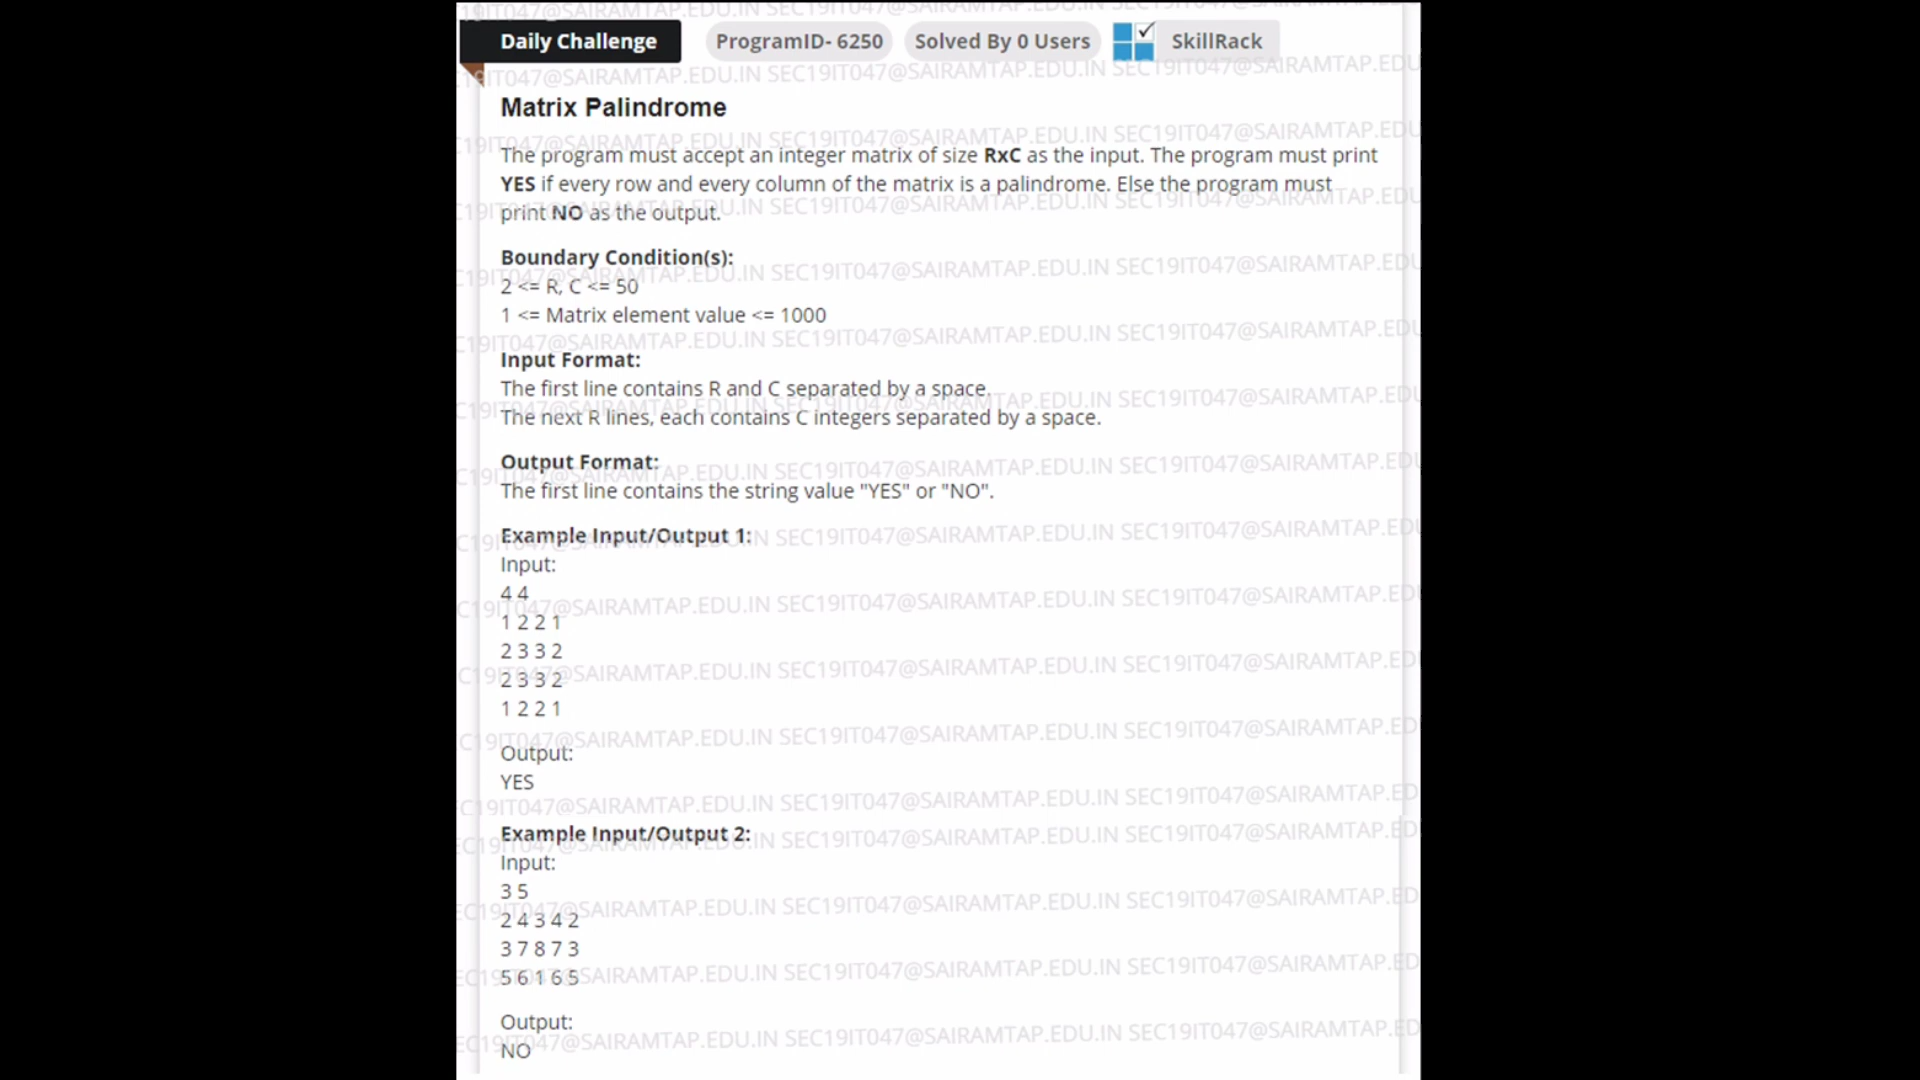 Daily Challenge ProgramID- 6250 Solved By 0 Users SkillRack
Matrix Palindrome
The program must accept an integer matrix of size RxC as the input. The program must print
YES if every row and every column of the matrix is a palindrome. Else the program must
print NO as the output.
Boundary Condition(s):
2 <= R, C <= 50
1 <= Matrix element value <= 1000
Input Format:
The first line contains R and C separated by a space.
The next R lines, each contains C integers separated by a space.
Output Format:
The first line contains the string value "YES" or "NO".
Example Input/Output 1:
Input:
4 4
1 2 2 1
2 3 3 2
2 3 3 2
1 2 2 1
Output:
YES
Example Input/Output 2:
Input:
3 5
2 4 3 4 2
3 7 8 7 3
5 6 1 6 5
Output:
NO